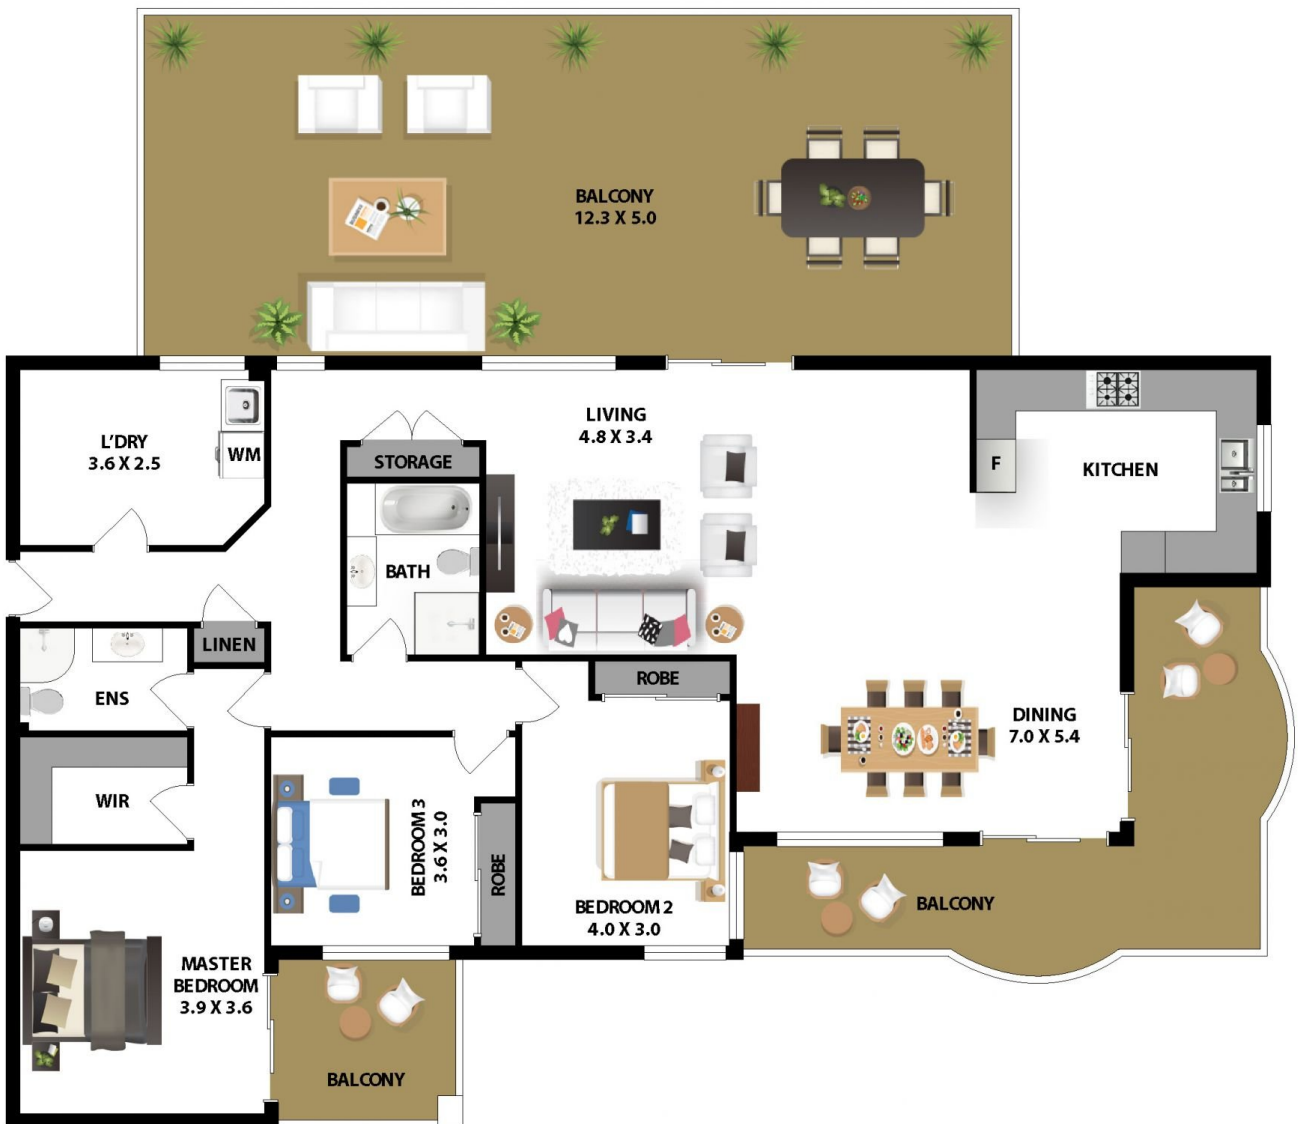 BALCONY
12.3 X 5.0
L'DRY
3.6 X 2.5
WM
STORAGE
LIVING
4.8 X 3.4
F
KITCHEN
BATH
LINEN
ENS
ROBE
DINING
7.0 X 5.4
WIR
BEDROOM 3
3.6 X 3.0
ROBE
BEDROOM 2
4.0 X 3.0
BALCONY
MASTER
BEDROOM
3.9 X 3.6
BALCONY